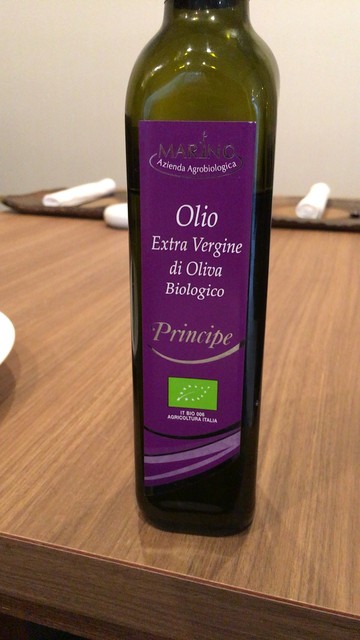 MARINO
Azienda Agrobiologica
Olio
Extra Vergine
di Oliva
Biologico
Principe
IT BIO 006
AGRICOLTURA ITALIA